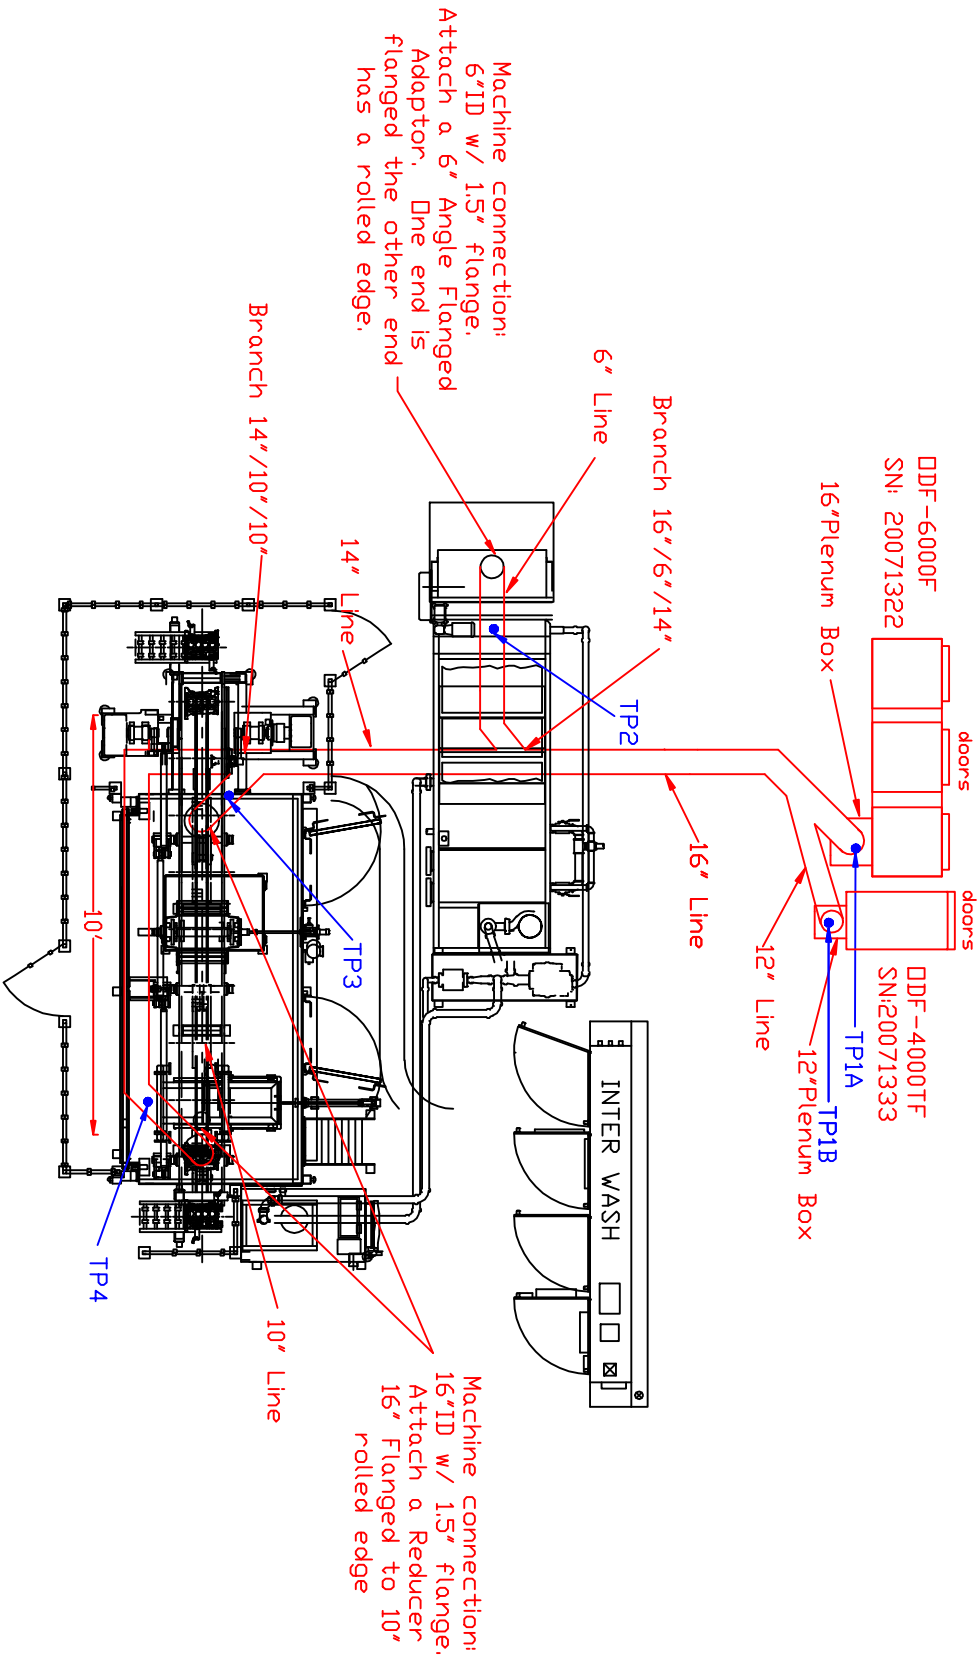 Machine connection:
6"ID w/ 1.5" flange.
Attach a 6" Angle Flanged
Adaptor. One end is
flanged the other end
has a rolled edge.
Branch 14"/10"/10"
14" Line
6" Line
Branch 16"/6"/14"
16"Plenum Box
DDF-6000F
SN: 20071322
doors
doors
DDF-4000TF
SN:20071333
TP1A
TP1B
12"Plenum Box
12" Line
16" Line
TP2
TP3
TP4
10'
INTER WASH
10" Line
Machine connection:
16"ID w/ 1.5" flange.
Attach a Reducer
16" Flanged to 10"
rolled edge